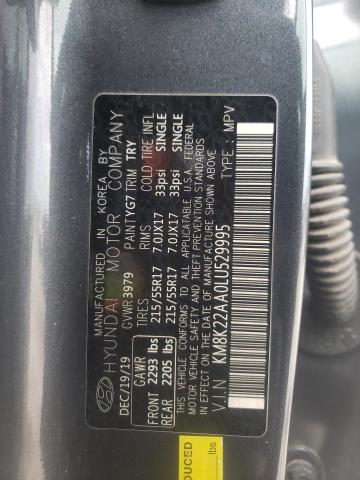 MANUFACTURED IN KOREA BY
HYUNDAI MOTOR COMPANY
DEC/19/19 GVWR 3979 PAINT YG7 TRIM TRY
GAWR TIRES RIMS COLD TIRE INFL
FRONT 2293 lbs 215/55R17 7.0JX17 33psi SINGLE
REAR 2205 lbs 215/55R17 7.0JX17 33psi SINGLE
THIS VEHICLE CONFORMS TO ALL APPLICABLE U.S.A. FEDERAL
MOTOR VEHICLE SAFETY AND THEFT PREVENTION STANDARDS
IN EFFECT ON THE DATE OF MANUFACTURE SHOWN ABOVE.
VIN : KM8K22AA0LU529995 TYPE : MPV
DUCED
lbs